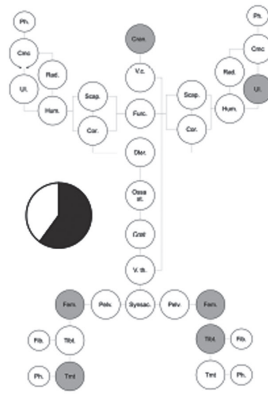 Ph.
Ph.
Cran.
Cmc
Cmc
Rad.
V.c.
Rad.
Ul.
Ul.
Scap.
Scap.
Hum.
Furc.
Hum.
Cor.
Cor.
Ster.
Ossa
st.
Cost
V. th.
Fem.
Pelv.
Synsac.
Pelv
Fem.
Fib.
Tibt.
Tibt.
Fib.
Ph.
Tmt
Tmt
Ph.